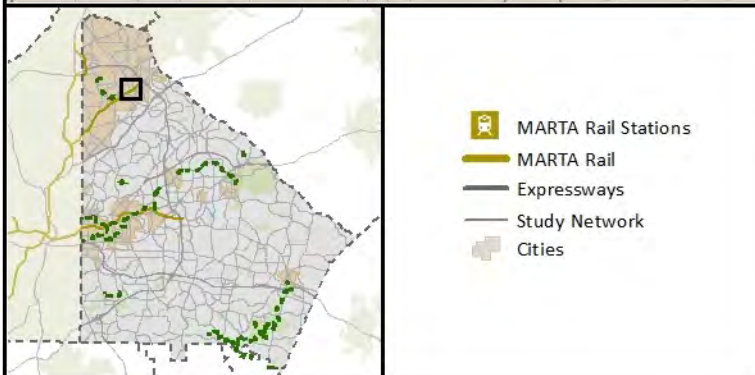 MARTA Rail Stations
MARTA Rail
Expressways
Study Network
Cities